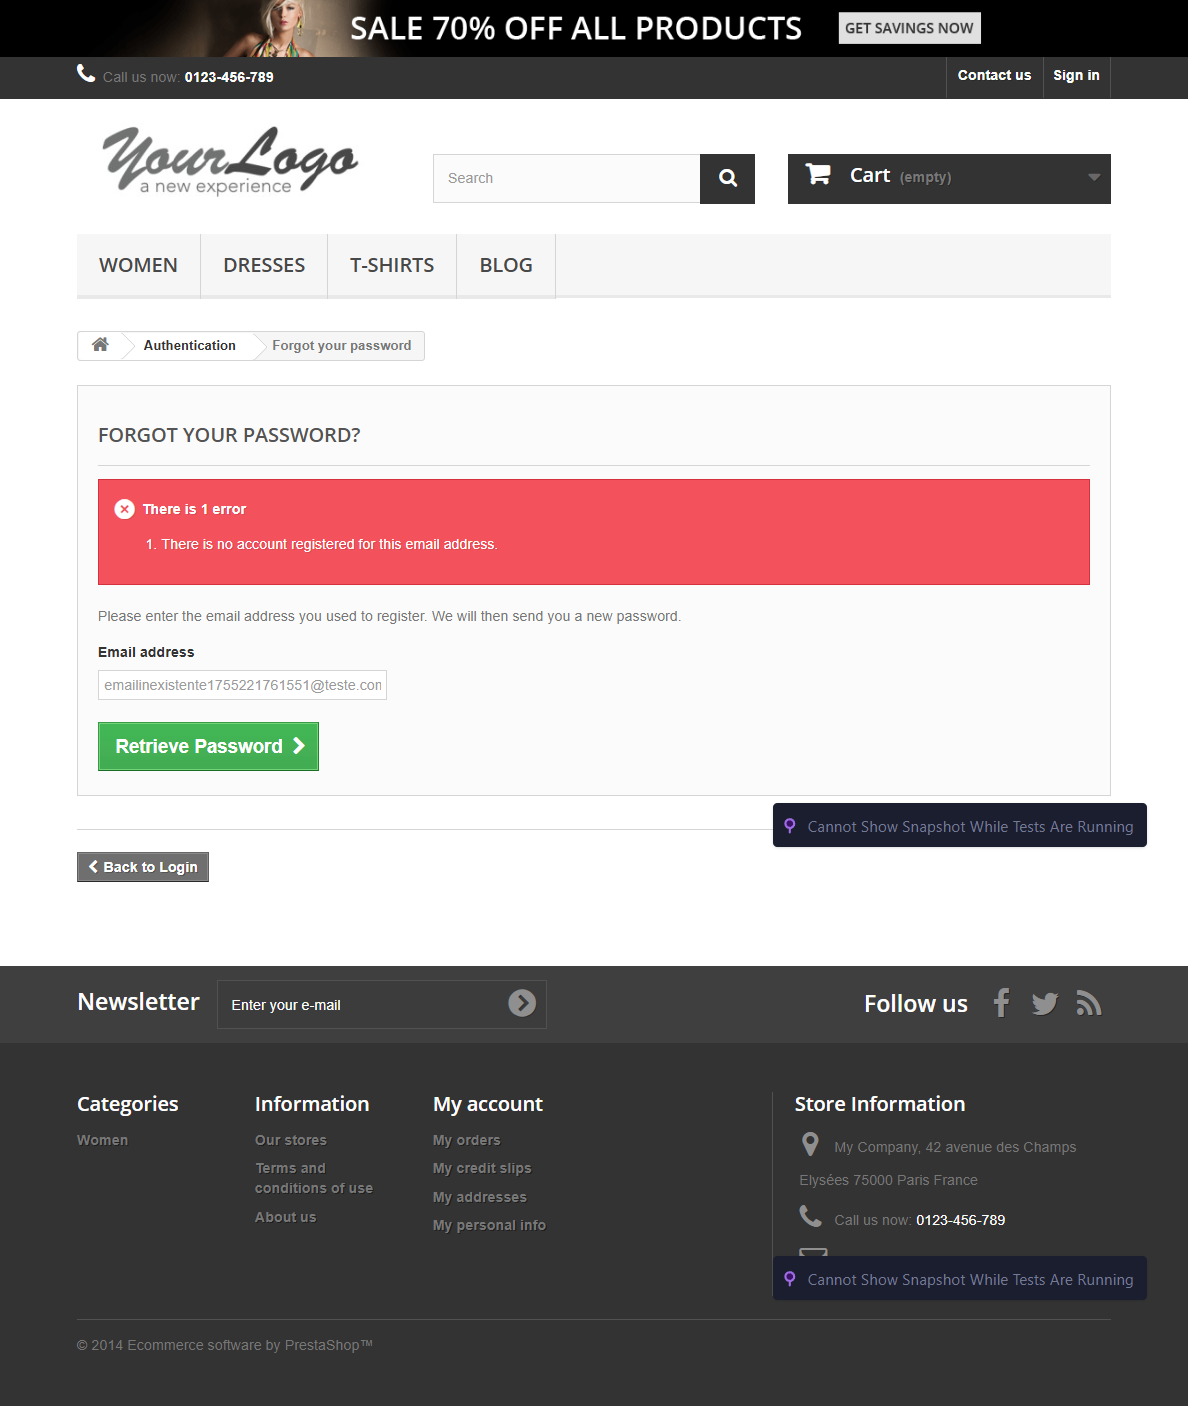 SALE 70% OFF ALL PRODUCTS GET SAVINGS NOW
Call us now: 0123-456-789 Contact us Sign in
YourLogo
a new experience
Search Cart (empty)
WOMEN DRESSES T-SHIRTS BLOG
Authentication Forgot your password
FORGOT YOUR PASSWORD?
There is 1 error
1. There is no account registered for this email address.
Please enter the email address you used to register. We will then send you a new password.
Email address
emailinexistente1755221761551@teste.con
Retrieve Password
Cannot Show Snapshot While Tests Are Running
Back to Login
Newsletter Enter your e-mail Follow us
Categories
Women
Information
Our stores
Terms and
conditions of use
About us
My account
My orders
My credit slips
My addresses
My personal info
Store Information
My Company, 42 avenue des Champs
Elysées 75000 Paris France
Call us now: 0123-456-789
Cannot Show Snapshot While Tests Are Running
© 2014 Ecommerce software by PrestaShop™